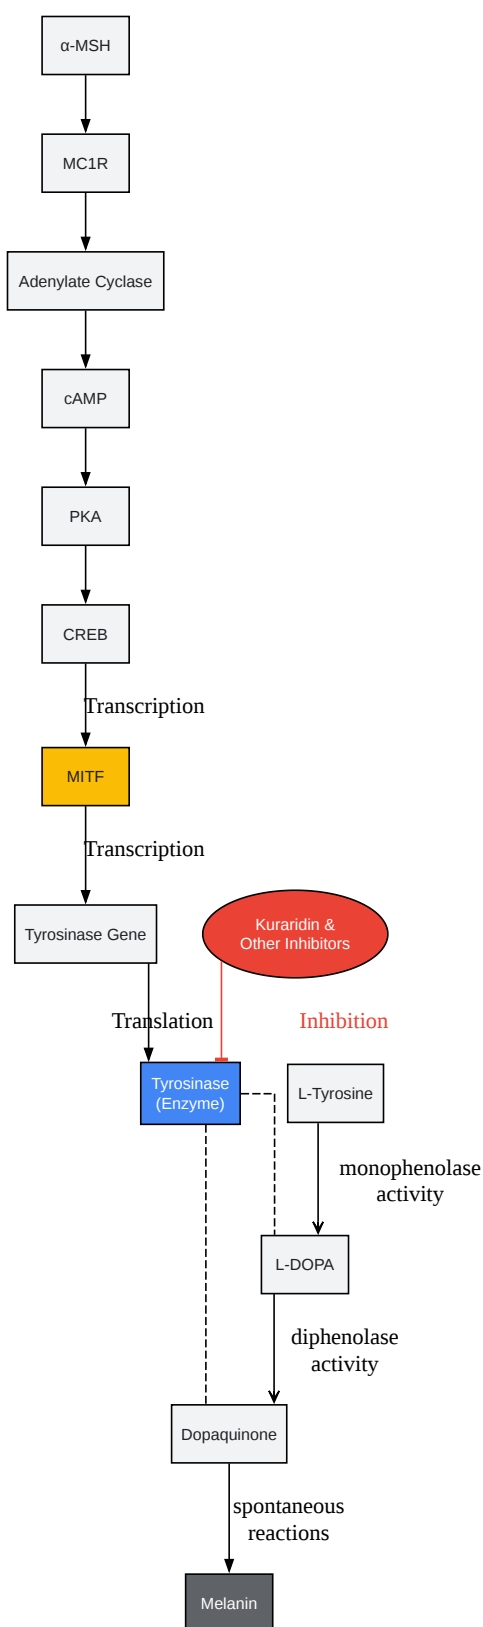 α-MSH
MC1R
Adenylate Cyclase
cAMP
PKA
CREB
Transcription
MITF
Transcription
Tyrosinase Gene
Kuraridin &
Other Inhibitors
Translation
Inhibition
Tyrosinase
(Enzyme)
L-Tyrosine
monophenolase
activity
L-DOPA
diphenolase
activity
Dopaquinone
spontaneous
reactions
Melanin